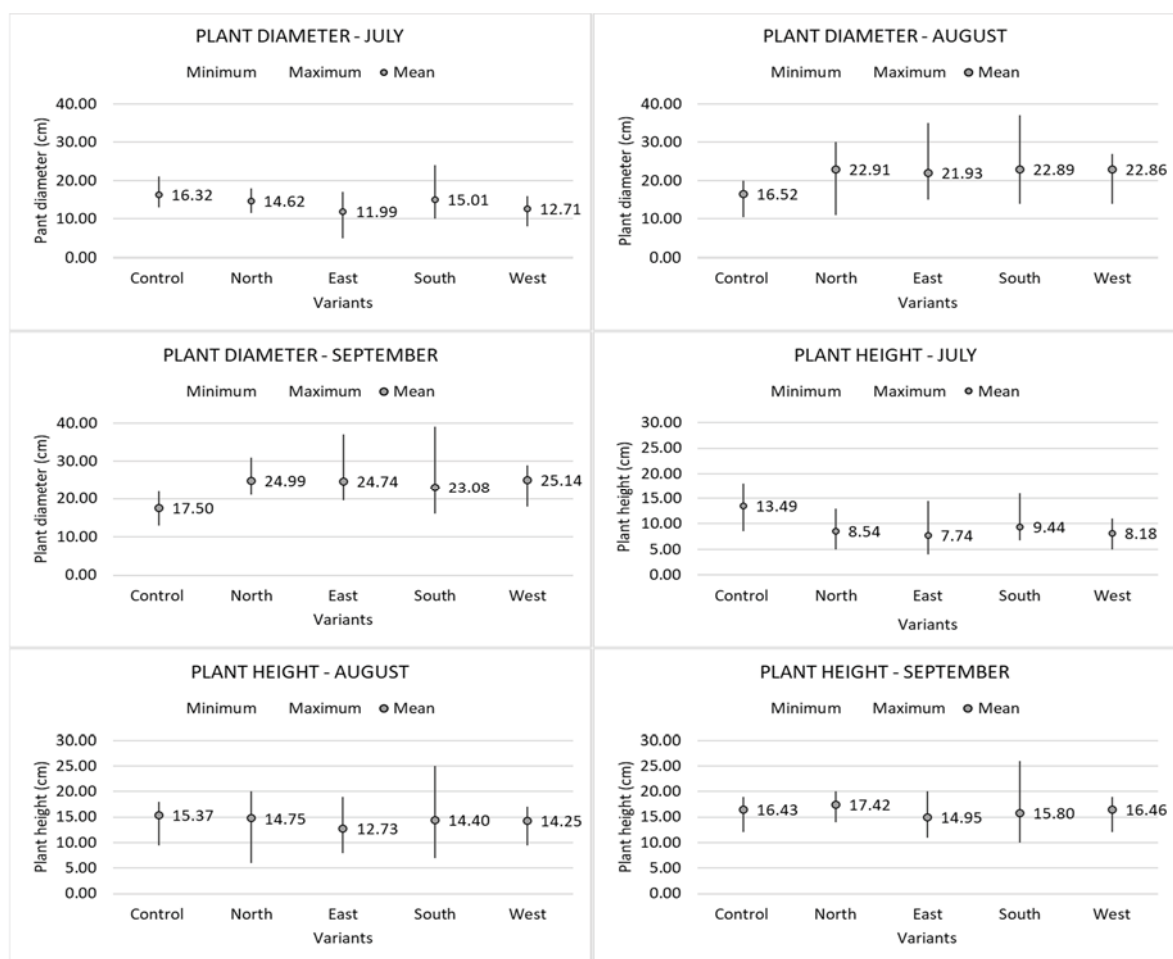 PLANT DIAMETER - JULY
Minimum Maximum Mean
Pant diameter (cm)
40.00
30.00
20.00
10.00
0.00
16.32 14.62 11.99 15.01 12.71
Control North East South West
Variants
PLANT DIAMETER - AUGUST
Minimum Maximum Mean
Plant diameter (cm)
40.00
30.00
20.00
10.00
0.00
16.52 22.91 21.93 22.89 22.86
Control North East South West
Variants
PLANT DIAMETER - SEPTEMBER
Minimum Maximum Mean
Plant diameter (cm)
40.00
30.00
20.00
10.00
0.00
17.50 24.99 24.74 23.08 25.14
Control North East South West
Variants
PLANT HEIGHT - JULY
Minimum Maximum Mean
Plant height (cm)
30.00
25.00
20.00
15.00
10.00
5.00
0.00
13.49 8.54 7.74 9.44 8.18
Control North East South West
Variants
PLANT HEIGHT - AUGUST
Minimum Maximum Mean
Plant height (cm)
30.00
25.00
20.00
15.00
10.00
5.00
0.00
15.37 14.75 12.73 14.40 14.25
Control North East South West
Variants
PLANT HEIGHT - SEPTEMBER
Minimum Maximum Mean
Plant height (cm)
30.00
25.00
20.00
15.00
10.00
5.00
0.00
16.43 17.42 14.95 15.80 16.46
Control North East South West
Variants